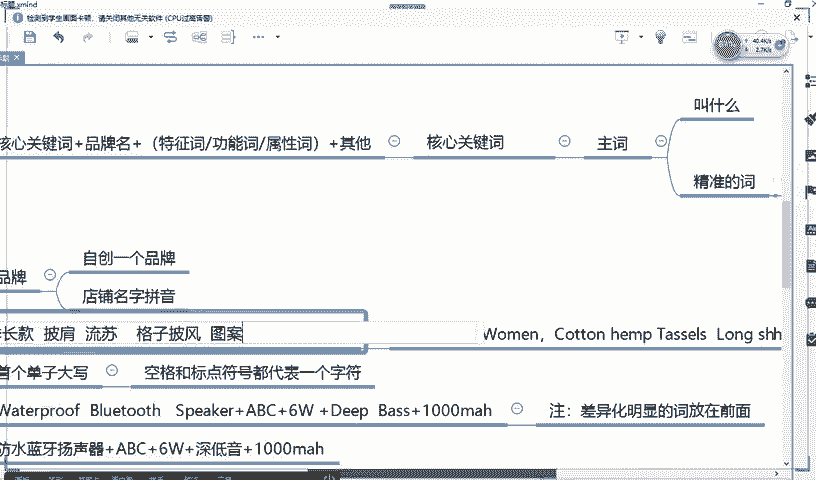 标题.xmind
检测到学生画面卡顿，请关闭其他无关软件 (CPU过高告警)
40.4K/s
2.7K/s
叫什么
核心关键词+品牌名+（特征词/功能词/属性词）+其他
核心关键词
主词
精准的词
自创一个品牌
品牌
店铺名字拼音
长款 披肩 流苏 格子披风 图案
Women，Cotton hemp Tassels Long shh
首个单子大写
空格和标点符号都代表一个字符
Waterproof Bluetooth Speaker+ABC+6W +Deep Bass+1000mah
注：差异化明显的词放在前面
防水蓝牙扬声器+ABC+6W+深低音+1000mah